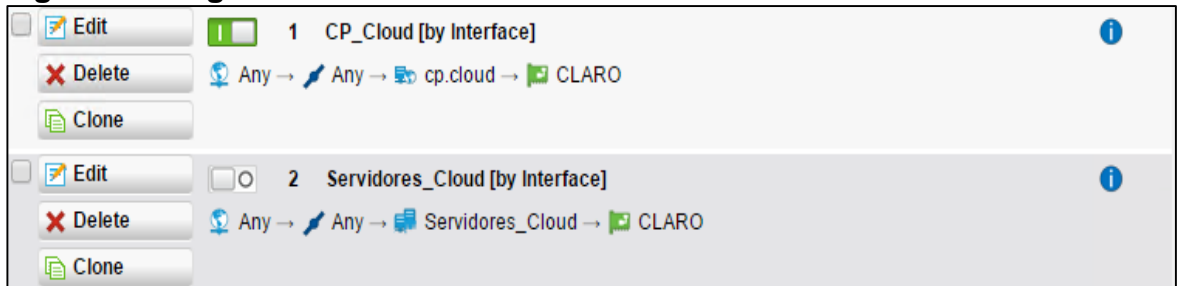 Edit 1 CP_Cloud [by Interface]
Delete Any → Any → cp.cloud → CLARO
Clone
Edit 2 Servidores_Cloud [by Interface]
Delete Any → Any → Servidores_Cloud → CLARO
Clone